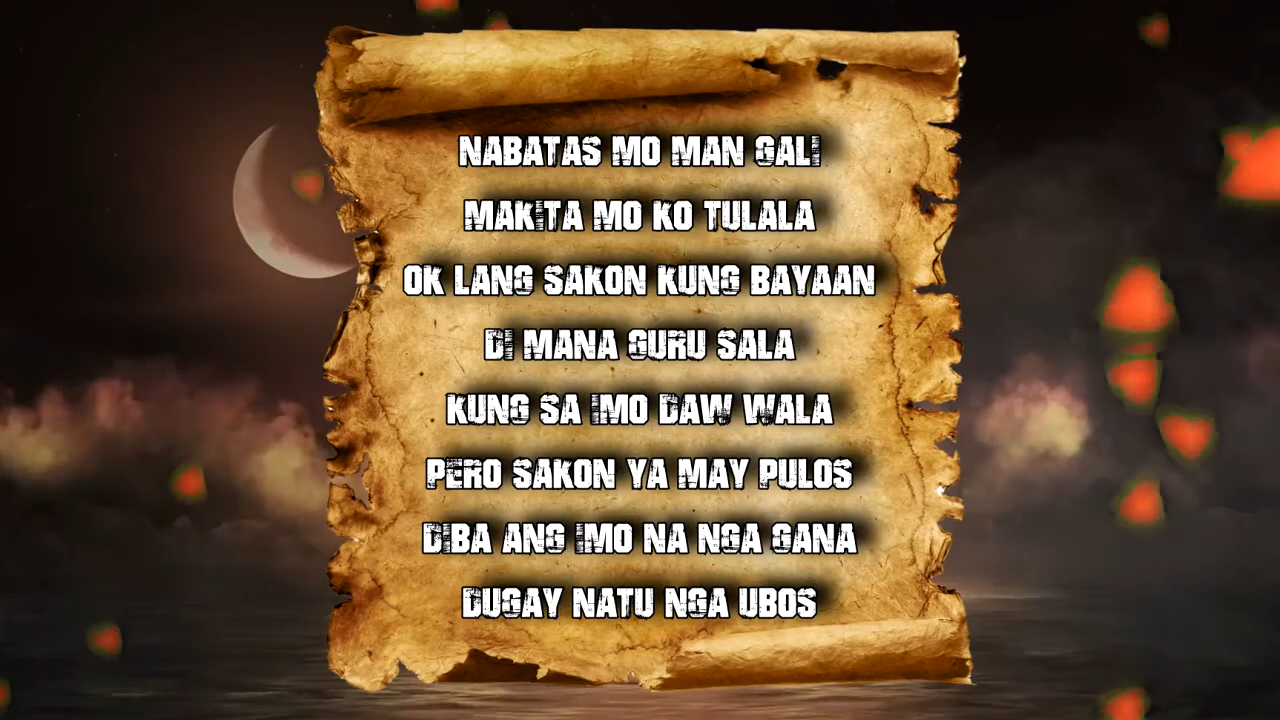 NABATAS MO MAN GALI
MAKITA MO KO TULALA
OK LANG SAKON KUNG BAYAAN
DI MANA GURU SALA
KUNG SA IMO DAW WALA
PERO SAKON YA MAY PULOS
DIBA ANG IMO NA NGA GANA
DUGAY NATU NGA UBOS